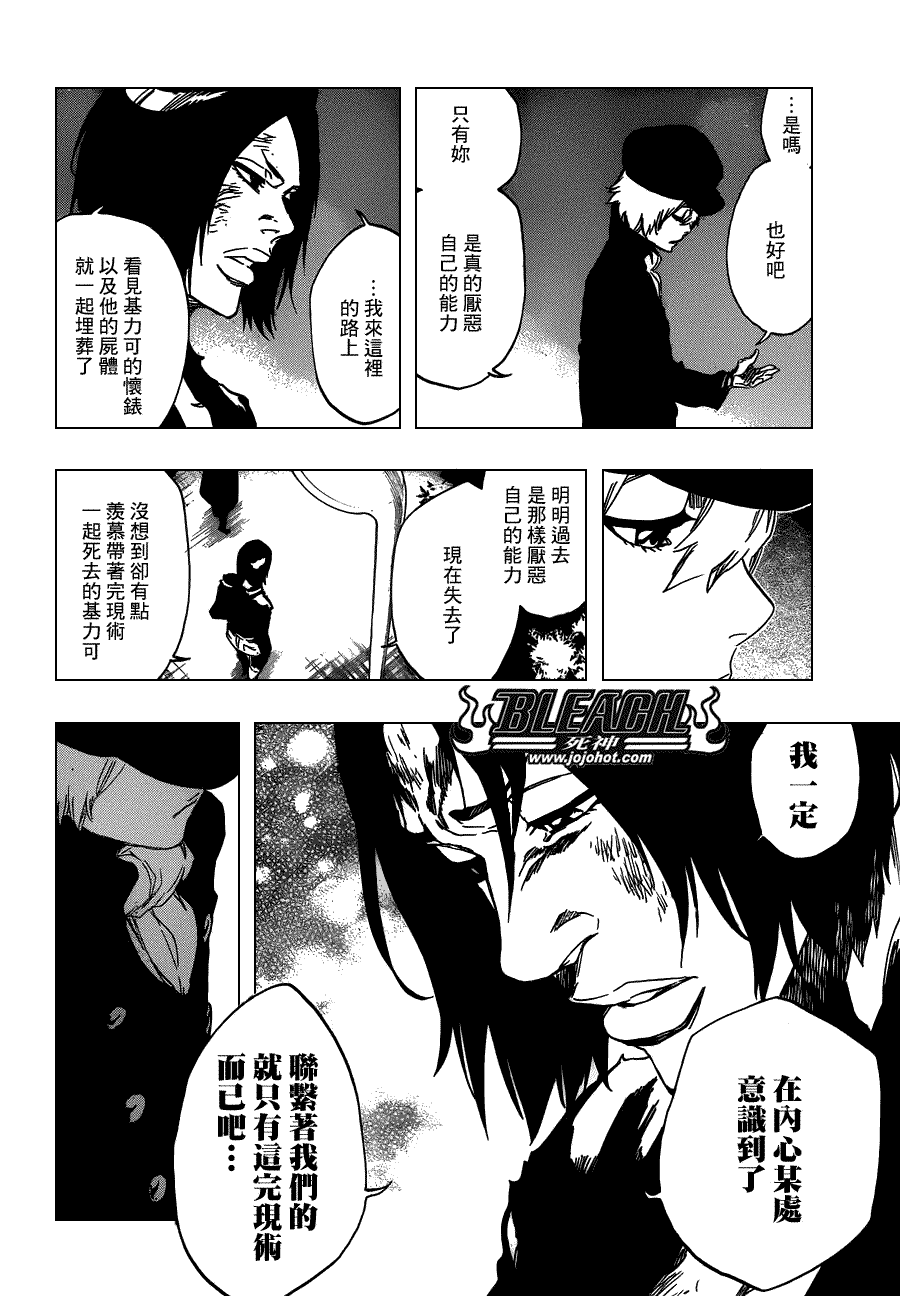 …是嗎
也好吧
只有妳
是真的厭惡
自己的能力
…我來這裡
的路上
看見基力可的懷錶
以及他的屍體
就一起埋葬了
明明過去
是那樣厭惡
自己的能力
現在失去了
沒想到卻有點
羨慕帶著完現術
一起死去的基力可
BLEACH
死神
www.jojohot.com
我一定
在內心某處
意識到了
聯繫著我們的
就只有這完現術
而已吧…